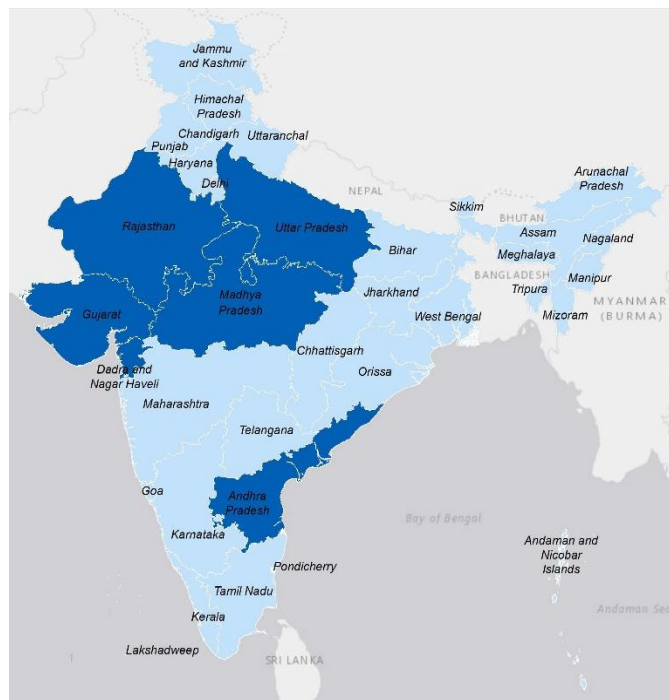 Jammu
and Kashmir
Himachal
Pradesh
Chandigarh
Uttaranchal
Punjab
Haryana
Delhi
Arunachal
Pradesh
NEPAL
Sikkim
Rajasthan
Uttar Pradesh
BHUTAN
Assam
Nagaland
Bihar
Meghalaya
BANGLADESH
Manipur
Jharkhand
Tripura
Madhya
Pradesh
Gujarat
MYANMAR
(BURMA)
West Bengal
Mizoram
Chhattisgarh
Dadra and
Nagar Haveli
Orissa
Maharashtra
Telangana
Goa
Andhra
Pradesh
Bay of Bengal
Karnataka
Andaman and
Nicobar
Islands
Pondicherry
Tamil Nadu
Andaman Sea
Kerala
Lakshadweep
SRI LANKA